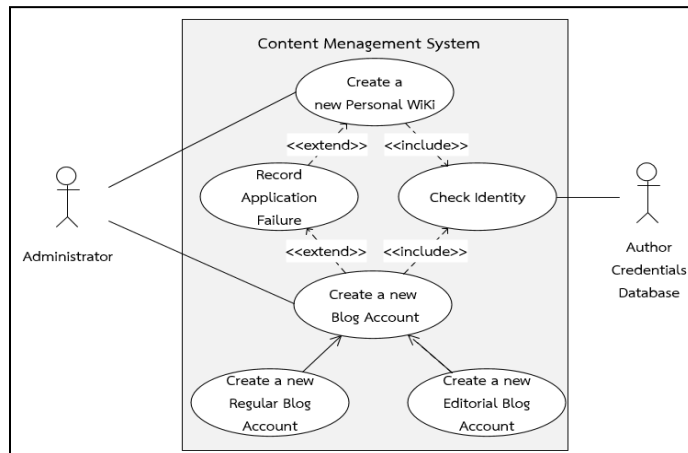 Content Menagement System
Create a
new Personal WiKi
<<extend>>
<<include>>
Record
Application
Failure
Check Identity
Administrator
Author
Credentials
Database
<<extend>>
<<include>>
Create a new
Blog Account
Create a new
Regular Blog
Account
Create a new
Editorial Blog
Account